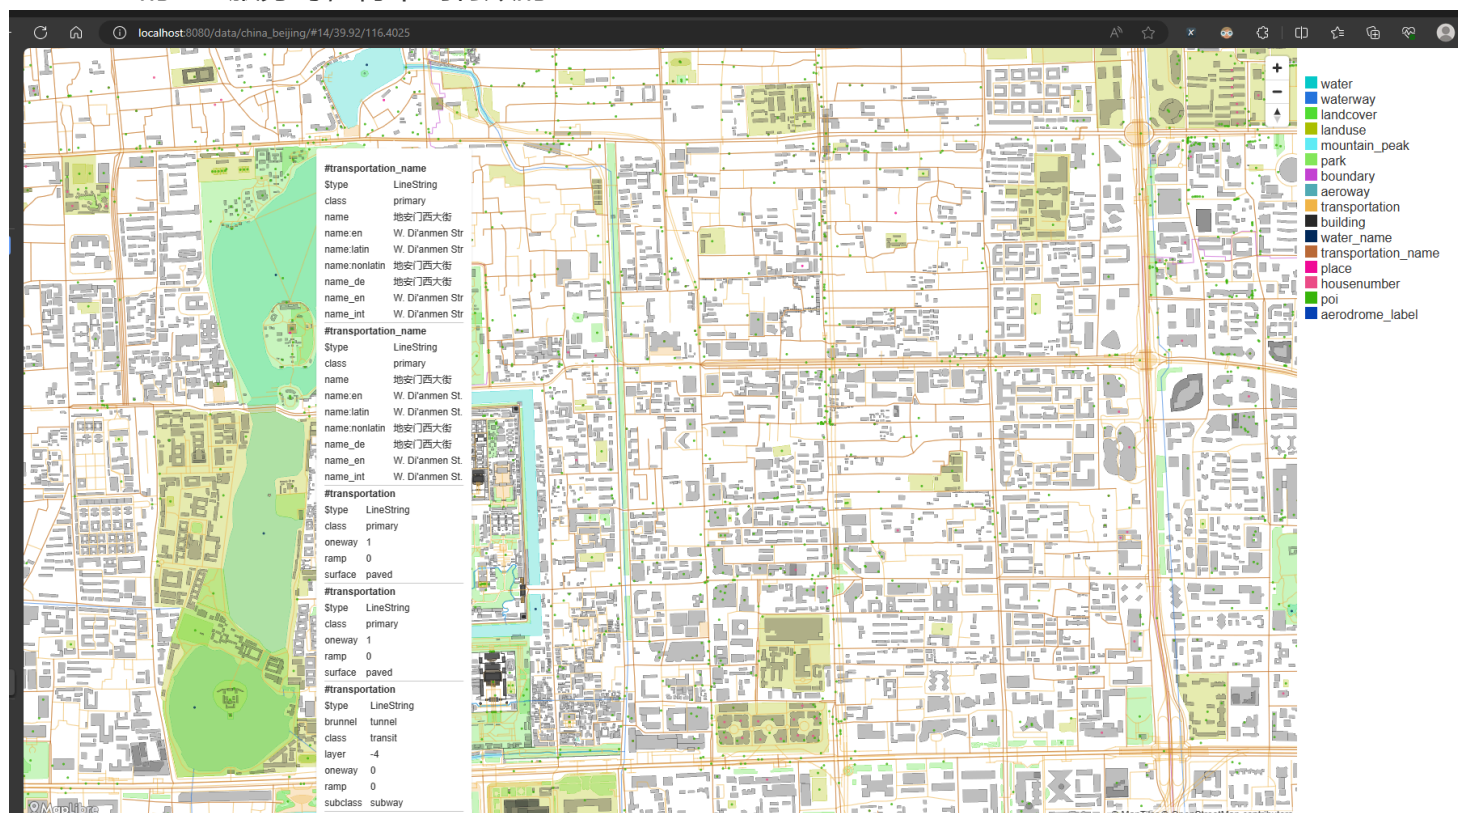 localhost:8080/data/china_beijing/#14/39.92/116.4025
water
waterway
landcover
landuse
mountain_peak
park
boundary
aeroway
transportation
building
water_name
transportation_name
place
housenumber
poi
aerodrome_label
#transportation_name
$type LineString
class primary
name 地安门西大街
name:en W. Di'anmen Str
name:latin W. Di'anmen Str
name:nonlatin 地安门西大街
name_de 地安门西大街
name_en W. Di'anmen Str
name_int W. Di'anmen Str
#transportation_name
$type LineString
class primary
name 地安门西大街
name:en W. Di'anmen St.
name:latin W. Di'anmen St.
name:nonlatin 地安门西大街
name_de 地安门西大街
name_en W. Di'anmen St.
name_int W. Di'anmen St.
#transportation
$type LineString
class primary
oneway 1
ramp 0
surface paved
#transportation
$type LineString
class primary
oneway 1
ramp 0
surface paved
#transportation
$type LineString
brunnel tunnel
class transit
layer -4
oneway 0
ramp 0
subclass subway
MapLibre